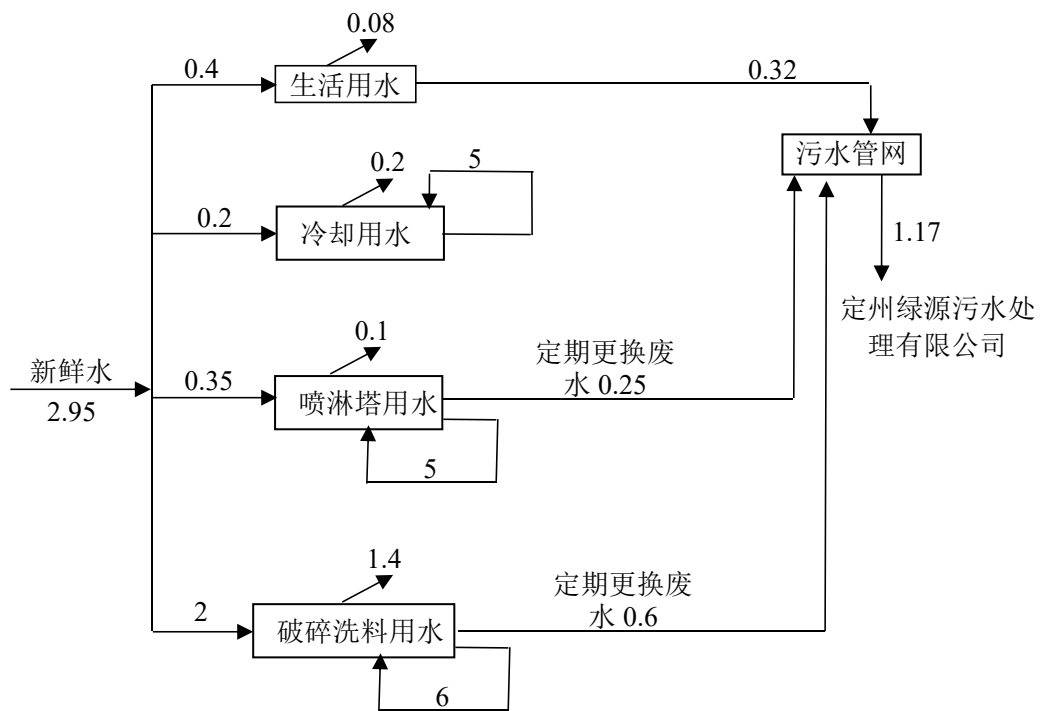 0.08
0.4
生活用水
0.32
污水管网
0.2
5
0.2
冷却用水
1.17
定州绿源污水处
理有限公司
0.1
定期更换废
水 0.25
新鲜水
2.95
0.35
喷淋塔用水
5
1.4
定期更换废
水 0.6
2
破碎洗料用水
6